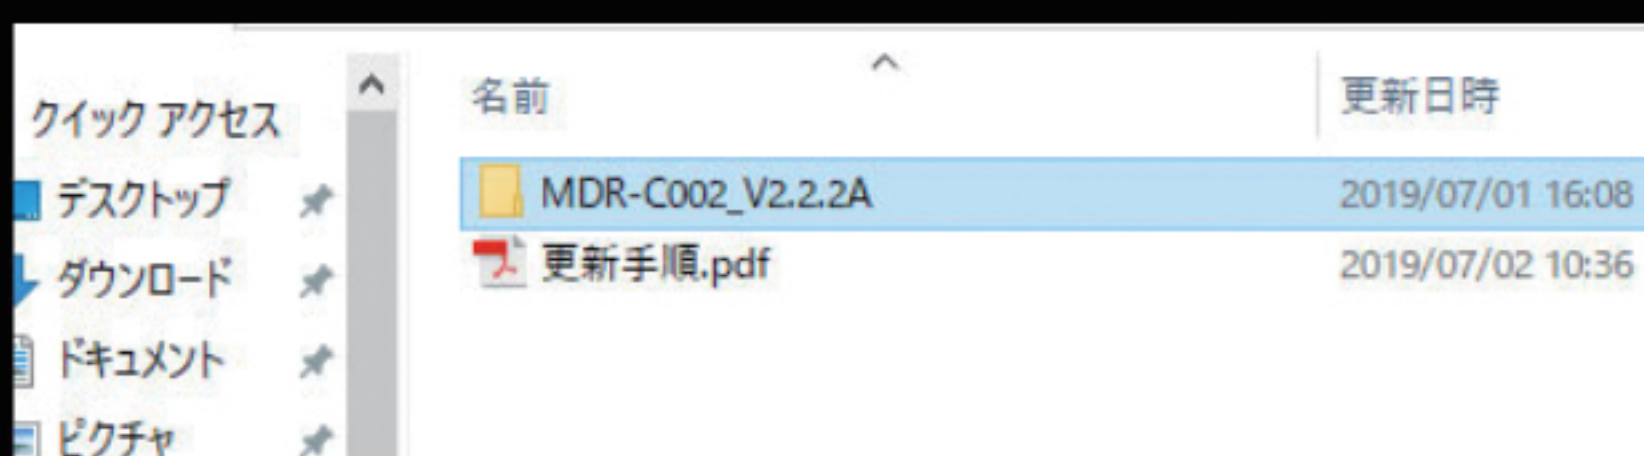 クイック アクセス
デスクトップ
ダウンロード
ドキュメント
ピクチャ
名前 更新日時
MDR-C002_V2.2.2A 2019/07/01 16:08
更新手順.pdf 2019/07/02 10:36